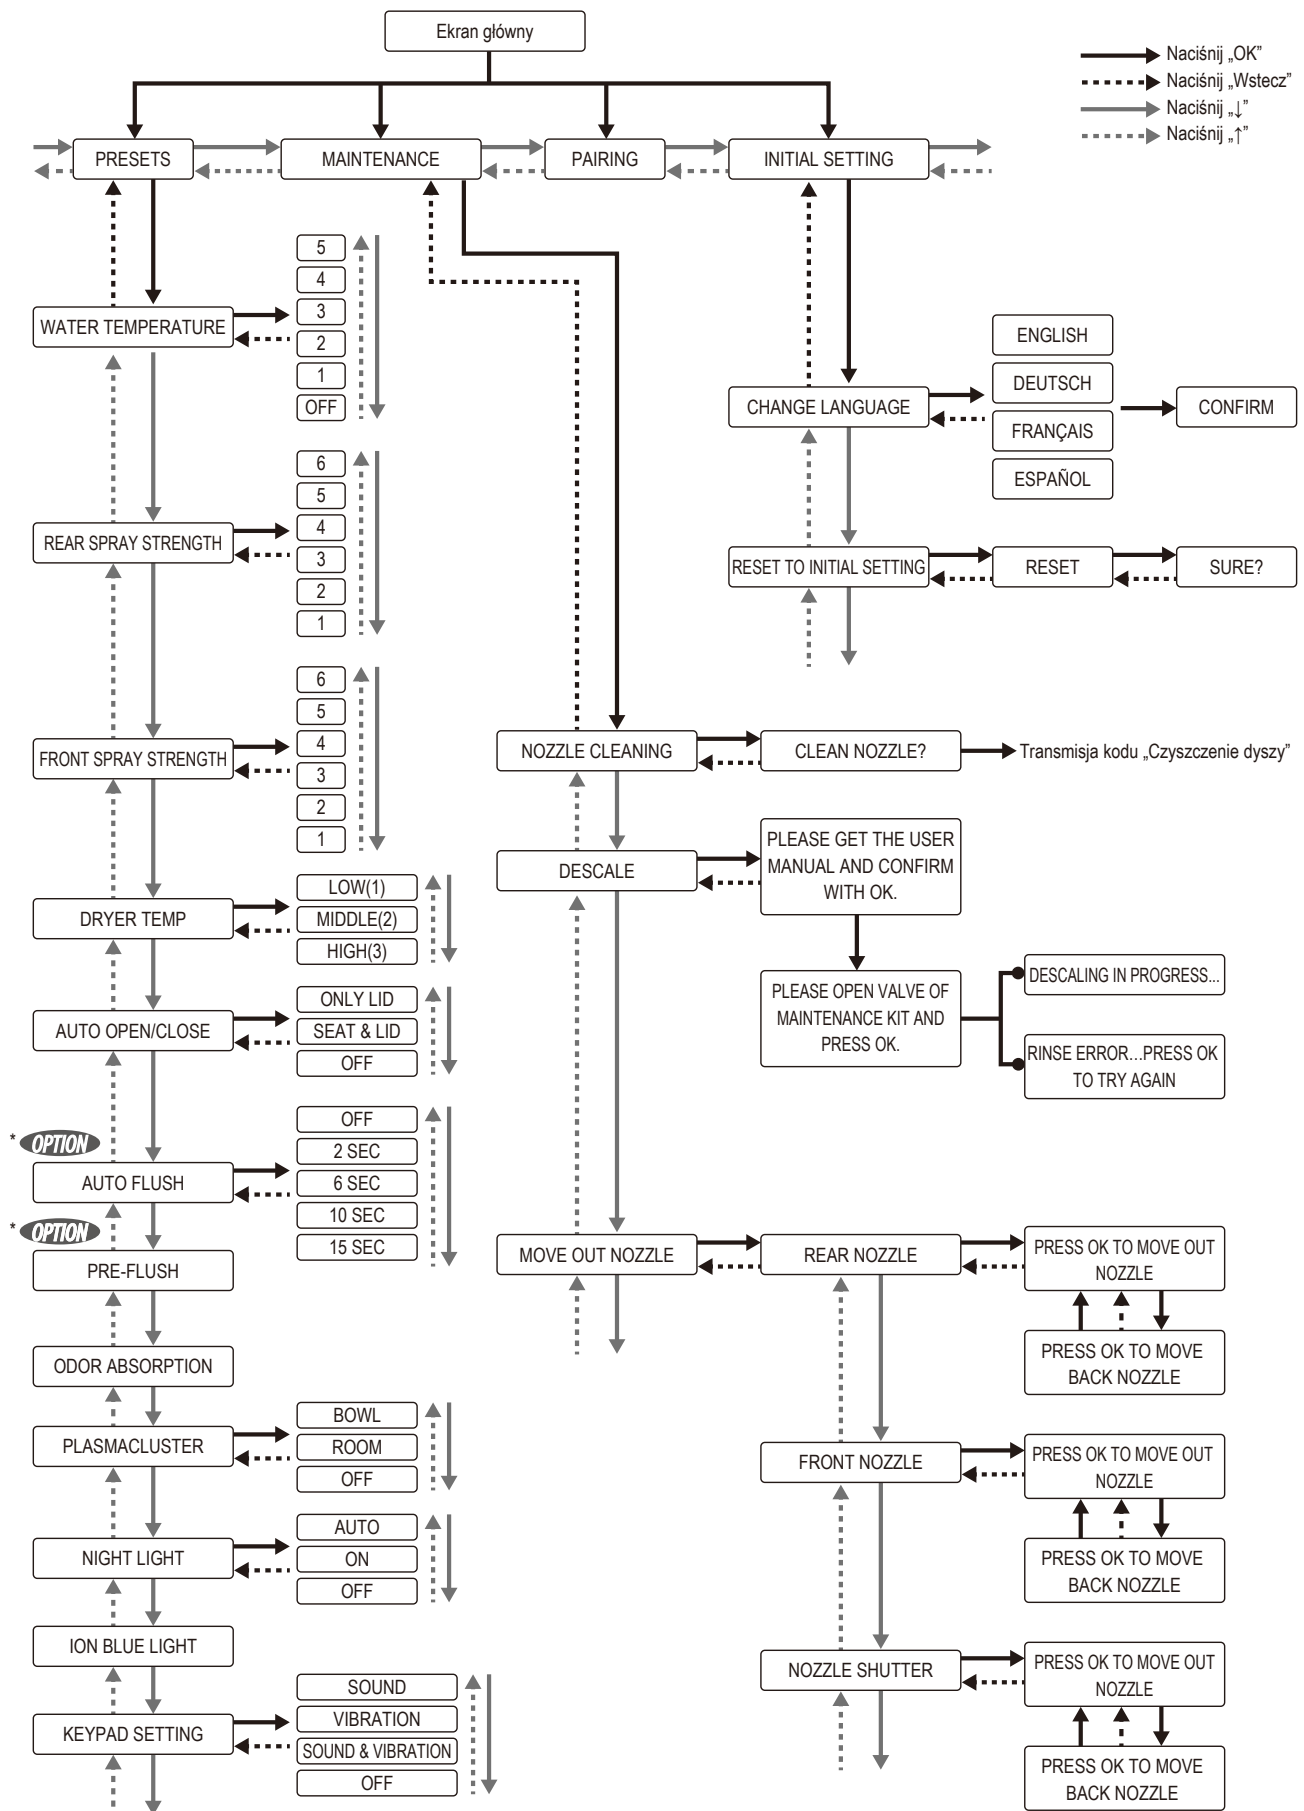 Ekran główny
Naciśnij „OK”
Naciśnij „Wstecz”
Naciśnij „↓”
Naciśnij „↑”
PRESETS
MAINTENANCE
PAIRING
INITIAL SETTING
WATER TEMPERATURE
5
4
3
2
1
OFF
REAR SPRAY STRENGTH
6
5
4
3
2
1
FRONT SPRAY STRENGTH
6
5
4
3
2
1
DRYER TEMP
LOW(1)
MIDDLE(2)
HIGH(3)
AUTO OPEN/CLOSE
ONLY LID
SEAT & LID
OFF
* OPTION
AUTO FLUSH
OFF
2 SEC
6 SEC
10 SEC
15 SEC
* OPTION
PRE-FLUSH
ODOR ABSORPTION
PLASMACLUSTER
BOWL
ROOM
OFF
NIGHT LIGHT
AUTO
ON
OFF
ION BLUE LIGHT
KEYPAD SETTING
SOUND
VIBRATION
SOUND & VIBRATION
OFF
NOZZLE CLEANING
CLEAN NOZZLE?
Transmisja kodu „Czyszczenie dyszy”
DESCALE
PLEASE GET THE USER
MANUAL AND CONFIRM
WITH OK.
PLEASE OPEN VALVE OF
MAINTENANCE KIT AND
PRESS OK.
DESCALING IN PROGRESS...
RINSE ERROR...PRESS OK
TO TRY AGAIN
MOVE OUT NOZZLE
REAR NOZZLE
PRESS OK TO MOVE OUT
NOZZLE
PRESS OK TO MOVE
BACK NOZZLE
FRONT NOZZLE
PRESS OK TO MOVE OUT
NOZZLE
PRESS OK TO MOVE
BACK NOZZLE
NOZZLE SHUTTER
PRESS OK TO MOVE OUT
NOZZLE
PRESS OK TO MOVE
BACK NOZZLE
CHANGE LANGUAGE
ENGLISH
DEUTSCH
FRANÇAIS
ESPAÑOL
CONFIRM
RESET TO INITIAL SETTING
RESET
SURE?